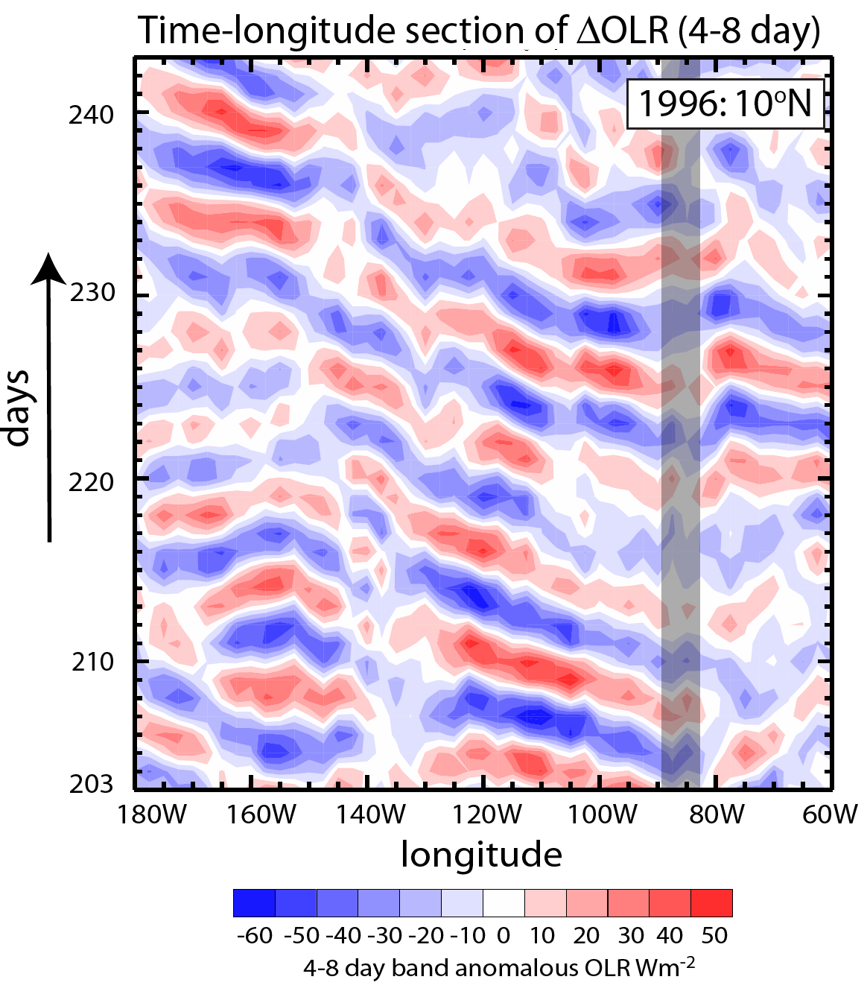 Time-longitude section of ΔOLR (4-8 day)
1996: 10ºN
240
230
220
210
203
days
180W 160W 140W 120W 100W 80W 60W
longitude
-60 -50 -40 -30 -20 -10 0 10 20 30 40 50
4-8 day band anomalous OLR Wm⁻²